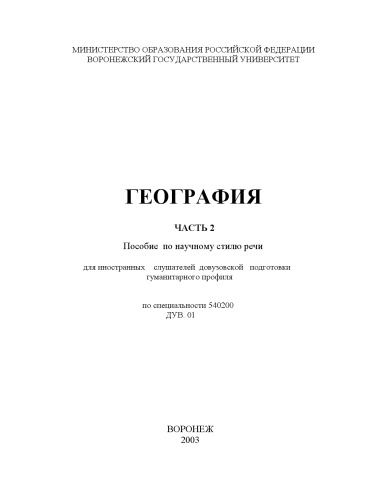 МИНИСТЕРСТВО ОБРАЗОВАНИЯ РОССИЙСКОЙ ФЕДЕРАЦИИ
ВОРОНЕЖСКИЙ ГОСУДАРСТВЕННЫЙ УНИВЕРСИТЕТ
ГЕОГРАФИЯ
ЧАСТЬ 2
Пособие по научному стилю речи
для иностранных слушателей довузовской подготовки
гуманитарного профиля
по специальности 540200
ДУВ. 01
ВОРОНЕЖ
2003